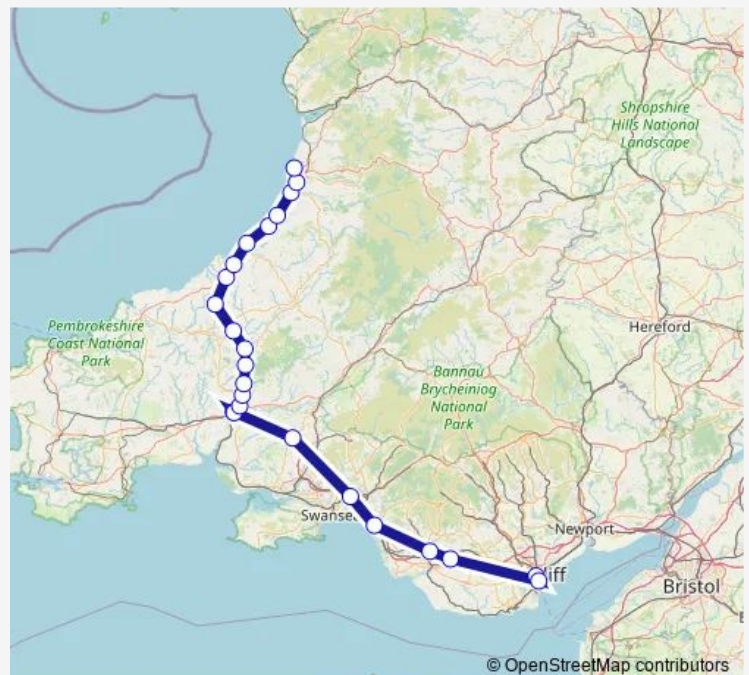 Shropshire
Hills National
Landscape
Pembrokeshire
Coast National
Park
Hereford
Bannau
Brycheiniog
National
Park
Swansea
Newport
iff
Bristol
© OpenStreetMap contributors